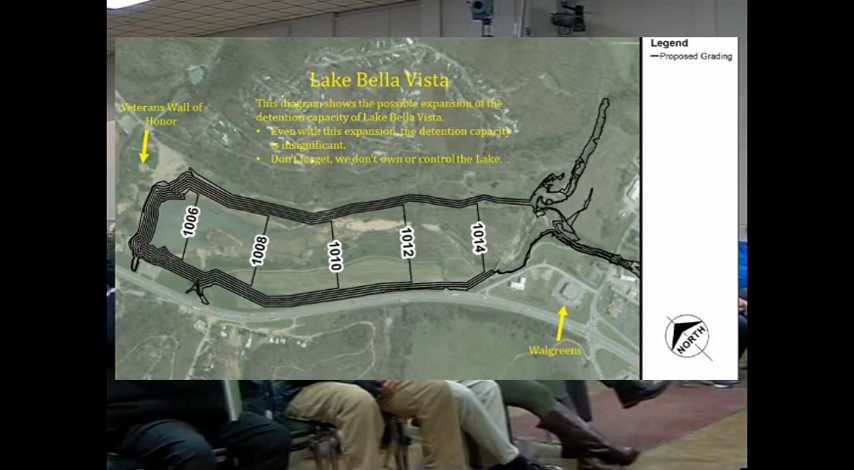 Legend
Proposed Grading
Lake Bella Vista
This diagram shows the possible expansion of the
detention capacity of Lake Bella Vista.
• Even with this expansion, the detention capacity
is insignificant.
• Don't forget, we don't own or control the Lake.
Veterans Wall of
Honor
1006
1008
1010
1012
1014
Walgreens
NORTH